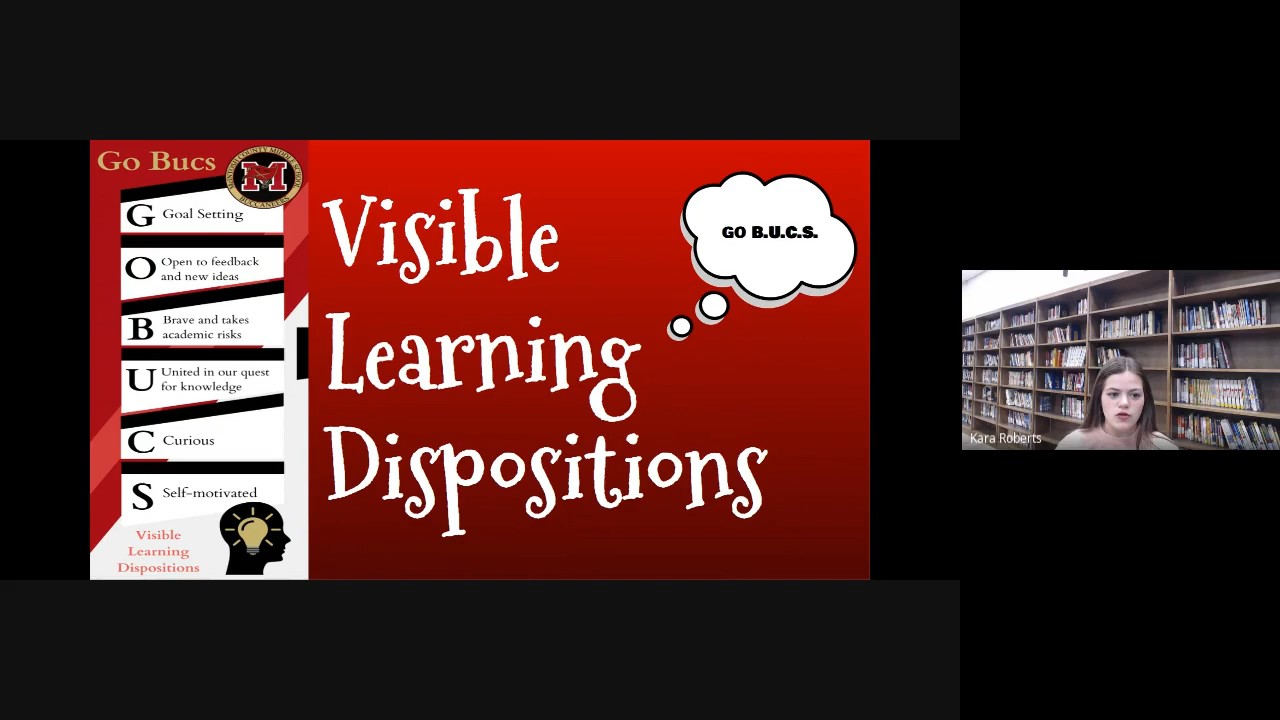 Go Bucs
M
G Goal Setting
O Open to feedback
and new ideas
B Brave and takes
academic risks
U United in our quest
for knowledge
C Curious
S Self-motivated
Visible
Learning
Dispositions
Visible
Learning
Dispositions
GO B.U.C.S.
Kara Roberts